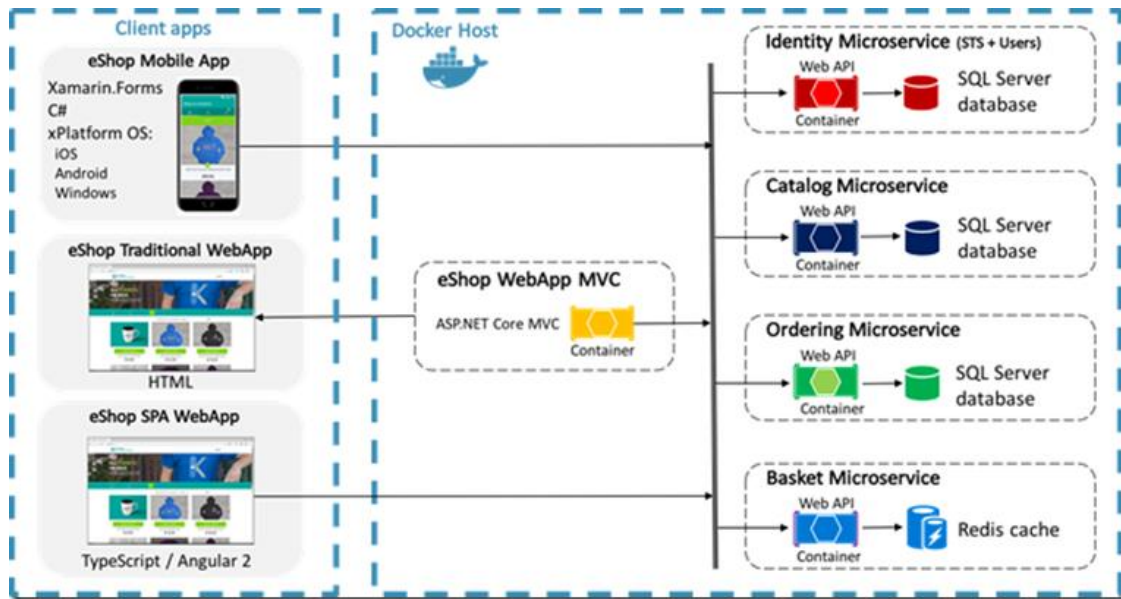 Client apps
eShop Mobile App
Xamarin.Forms
C#
xPlatform OS:
iOS
Android
Windows
eShop Traditional WebApp
HTML
eShop SPA WebApp
TypeScript / Angular 2
Docker Host
eShop WebApp MVC
ASP.NET Core MVC
Container
Identity Microservice (STS + Users)
Web API
Container
SQL Server
database
Catalog Microservice
Web API
Container
SQL Server
database
Ordering Microservice
Web API
Container
SQL Server
database
Basket Microservice
Web API
Container
Redis cache